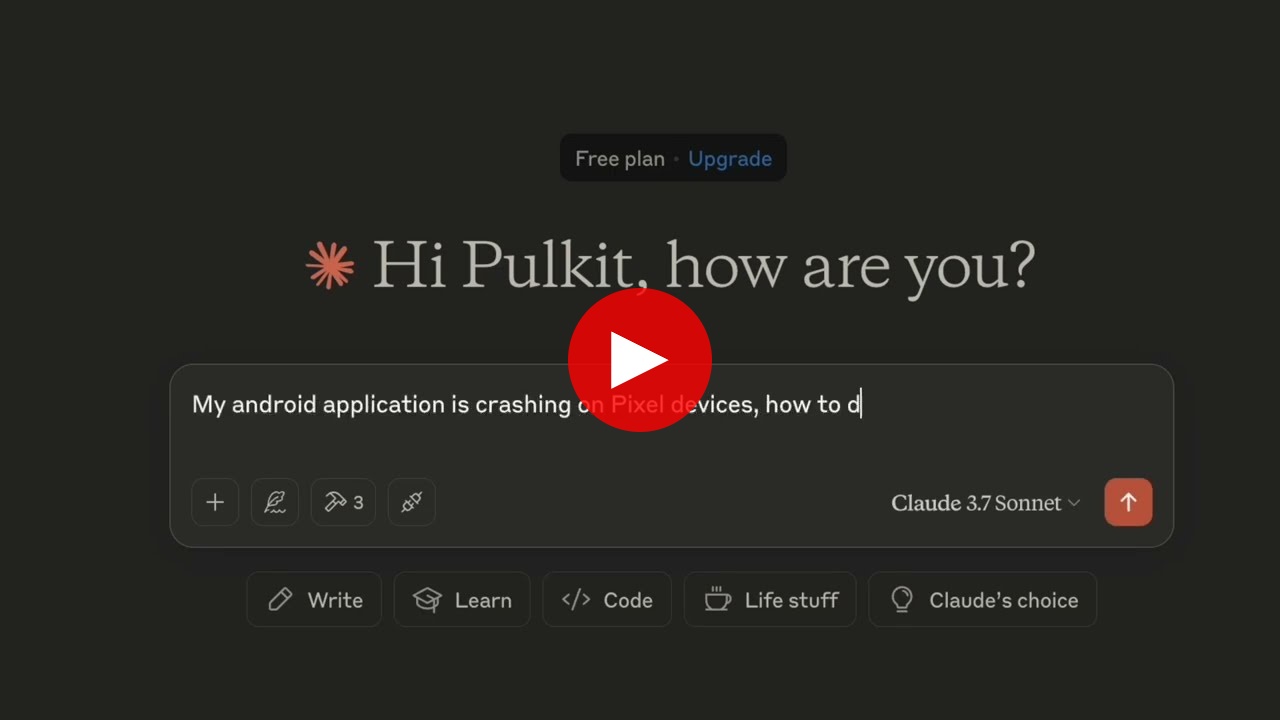 Free plan · Upgrade
Hi Pulkit, how are you?
My android application is crashing on Pixel devices, how to d
3
Claude 3.7 Sonnet
Write
Learn
Code
Life stuff
Claude’s choice